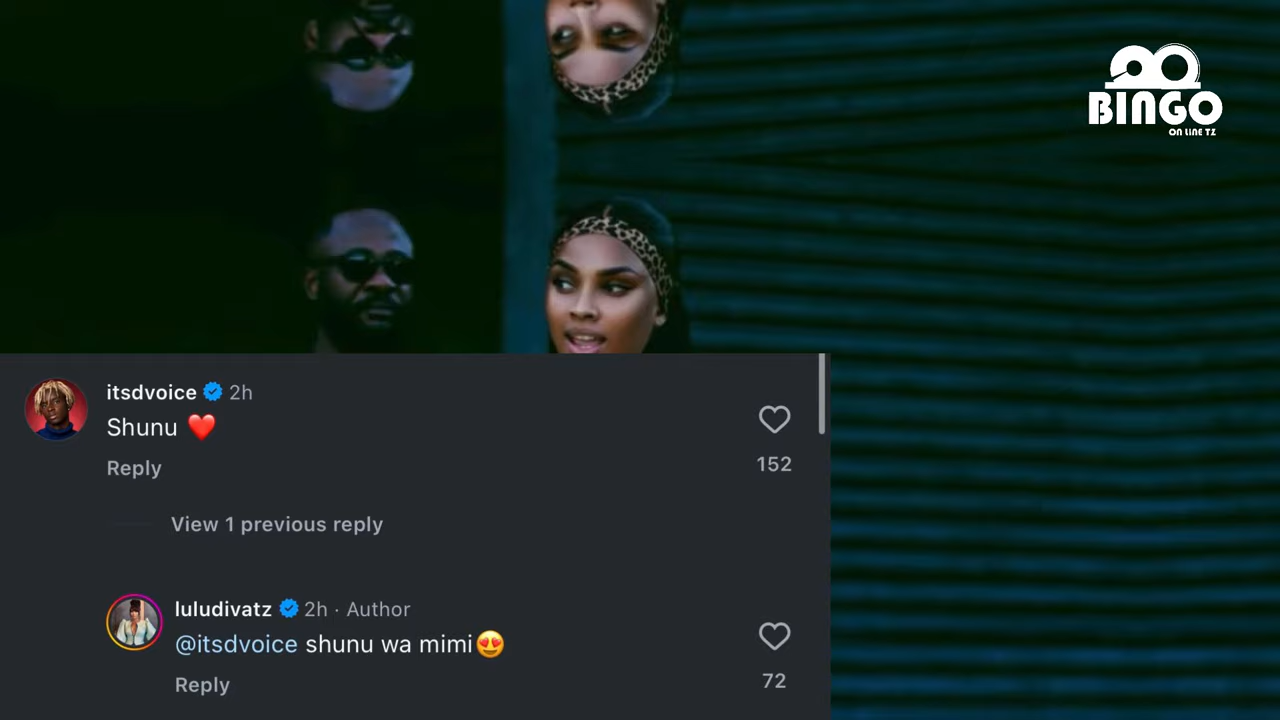 BINGO
ON LINE TZ
itsdvoice 2h
Shunu ❤️
Reply
152
View 1 previous reply
luludivatz 2h · Author
@itsdvoice shunu wa mimi😍
Reply
72